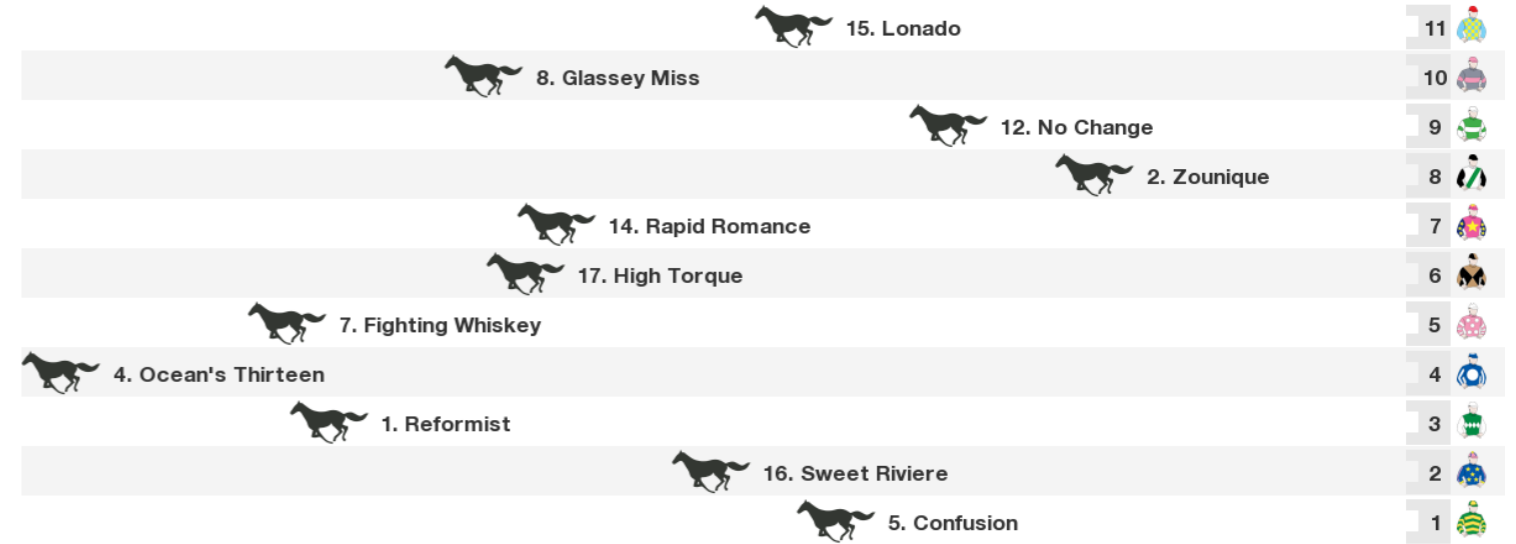 15. Lonado 11
8. Glassey Miss 10
12. No Change 9
2. Zounique 8
14. Rapid Romance 7
17. High Torque 6
7. Fighting Whiskey 5
4. Ocean's Thirteen 4
1. Reformist 3
16. Sweet Riviere 2
5. Confusion 1